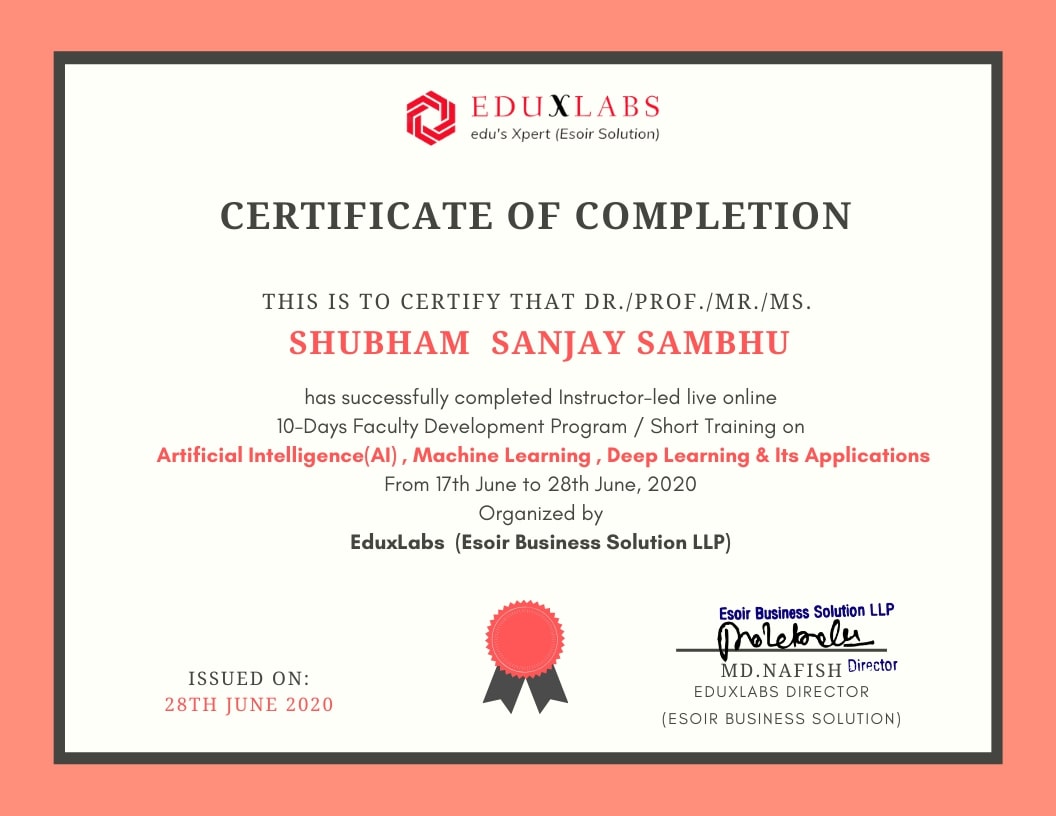 EDUXLABS
edu's Xpert (Esoir Solution)
CERTIFICATE OF COMPLETION
THIS IS TO CERTIFY THAT DR./PROF./MR./MS.
SHUBHAM SANJAY SAMBHU
has successfully completed Instructor-led live online
10-Days Faculty Development Program / Short Training on
Artificial Intelligence(AI) , Machine Learning , Deep Learning & Its Applications
From 17th June to 28th June, 2020
Organized by
EduxLabs (Esoir Business Solution LLP)
ISSUED ON:
28TH JUNE 2020
Esoir Business Solution LLP
MD.NAFISH Director
EDUXLABS DIRECTOR
(ESOIR BUSINESS SOLUTION)